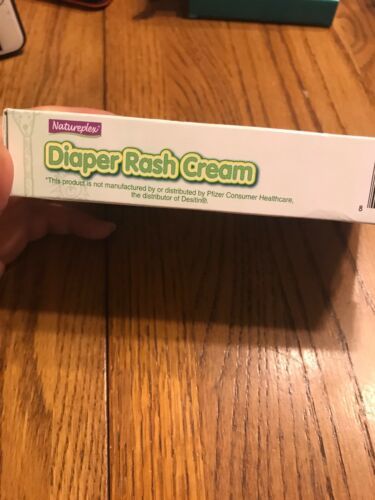 Natureplex
Diaper Rash Cream
*This product is not manufactured by or distributed by Pfizer Consumer Healthcare,
the distributor of Desitin®.
8